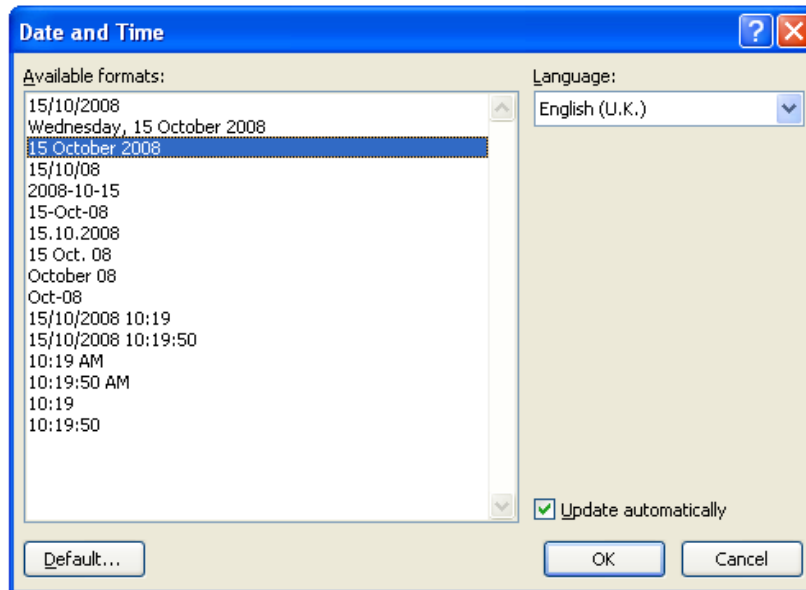 Date and Time
Available formats:
15/10/2008
Wednesday, 15 October 2008
15 October 2008
15/10/08
2008-10-15
15-Oct-08
15.10.2008
15 Oct. 08
October 08
Oct-08
15/10/2008 10:19
15/10/2008 10:19:50
10:19 AM
10:19:50 AM
10:19
10:19:50
Language:
English (U.K.)
Update automatically
Default...
OK
Cancel